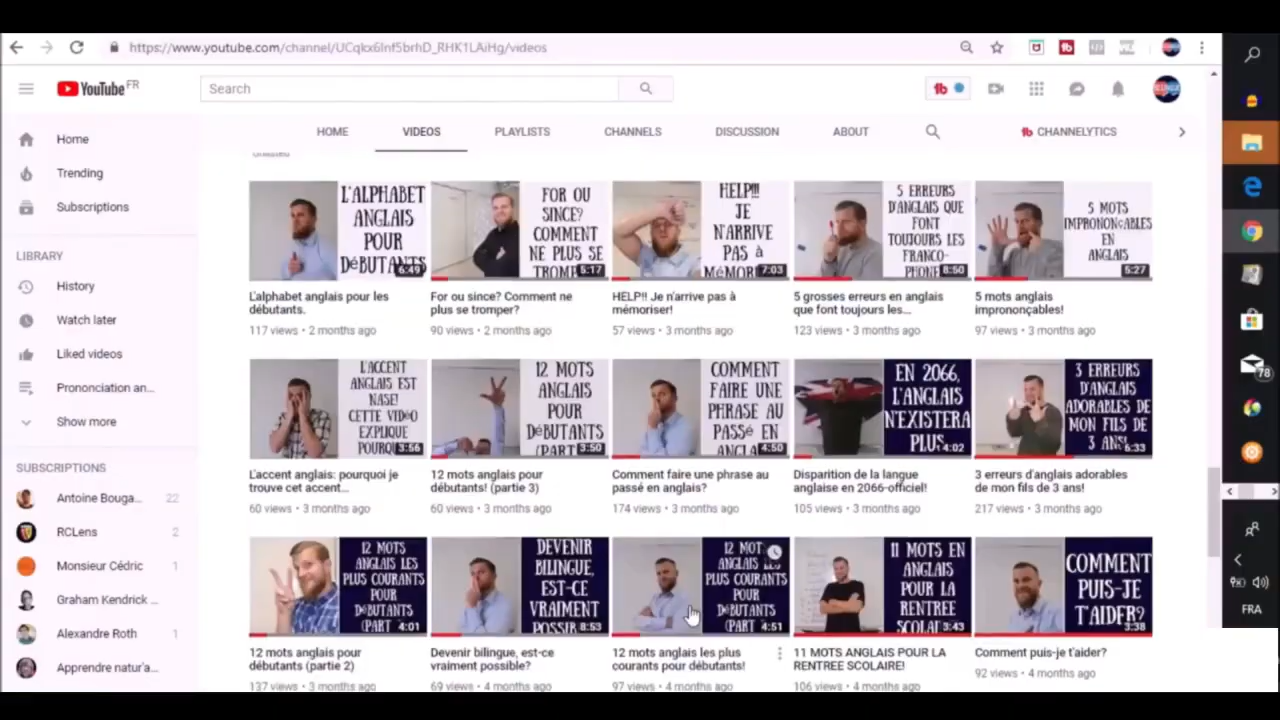 https://www.youtube.com/channel/UCqkx6lnf5brhD_RHK1LAiHg/videos
YouTube FR
Search
HOME
VIDEOS
PLAYLISTS
CHANNELS
DISCUSSION
ABOUT
CHANNELYTICS
Home
Trending
Subscriptions
LIBRARY
History
Watch later
Liked videos
Prononciation an...
Show more
SUBSCRIPTIONS
Antoine Bouga... 22
RCLens 2
Monsieur Cédric 1
Graham Kendrick ...
Alexandre Roth 1
Apprendre natur'a...
L'ALPHABET
ANGLAIS
POUR
DéBUTANTS
6:49
L'alphabet anglais pour les
débutants.
117 views • 2 months ago
FOR OU
SINCE?
COMMENT
NE PLUS SE
TROMP
5:17
For ou since? Comment ne
plus se tromper?
90 views • 2 months ago
HELP!!!
JE
N'ARRIVE
PAS à
MéMORI
7:03
HELP!! Je n'arrive pas à
mémoriser!
57 views • 3 months ago
5 ERREURS
D'ANGLAIS QUE
FONT
TOUJOURS LES
FRANCO-
PHONE
8:50
5 grosses erreurs en anglais
que font toujours les...
123 views • 3 months ago
5 MOTS
IMPRONONçABLES
EN
ANGLAIS
5:27
5 mots anglais
imprononçables!
97 views • 3 months ago
L'ACCENT
ANGLAIS EST
NASE!
CETTE VIDéO
EXPLIQUE
POURQ
3:56
L'accent anglais: pourquoi je
trouve cet accent...
60 views • 3 months ago
12 MOTS
ANGLAIS
POUR
DéBUTANTS
(PART
3:50
12 mots anglais pour
débutants! (partie 3)
60 views • 3 months ago
COMMENT
FAIRE UNE
PHRASE AU
PASSé EN
ANGLA
4:50
Comment faire une phrase au
passé en anglais?
174 views • 3 months ago
EN 2066,
L'ANGLAIS
N'EXISTERA
PLUS
4:02
Disparition de la langue
anglaise en 2066-officiel!
105 views • 3 months ago
3 ERREURS
D'ANGLAIS
ADORABLES DE
MON FILS DE
3 ANS!
6:33
3 erreurs d'anglais adorables
de mon fils de 3 ans!
217 views • 3 months ago
12 MOTS
ANGLAIS LES
PLUS COURANTS
POUR
DéBUTANTS
(PART
4:01
12 mots anglais pour
débutants (partie 2)
137 views • 3 months ago
DEVENIR
BILINGUE,
EST-CE
VRAIMENT
POSSIB
8:53
Devenir bilingue, est-ce
vraiment possible?
69 views • 4 months ago
12 MOT
ANGLAIS LES
PLUS COURANTS
POUR
DéBUTANTS
(PART
4:51
12 mots anglais les plus
courants pour débutants!
97 views • 4 months ago
11 MOTS EN
ANGLAIS
POUR LA
RENTREE
SCOLAI
3:43
11 MOTS ANGLAIS POUR LA
RENTREE SCOLAIRE!
106 views • 4 months ago
COMMENT
PUIS-JE
T'AIDER?
3:38
Comment puis-je t'aider?
92 views • 4 months ago
78
FRA